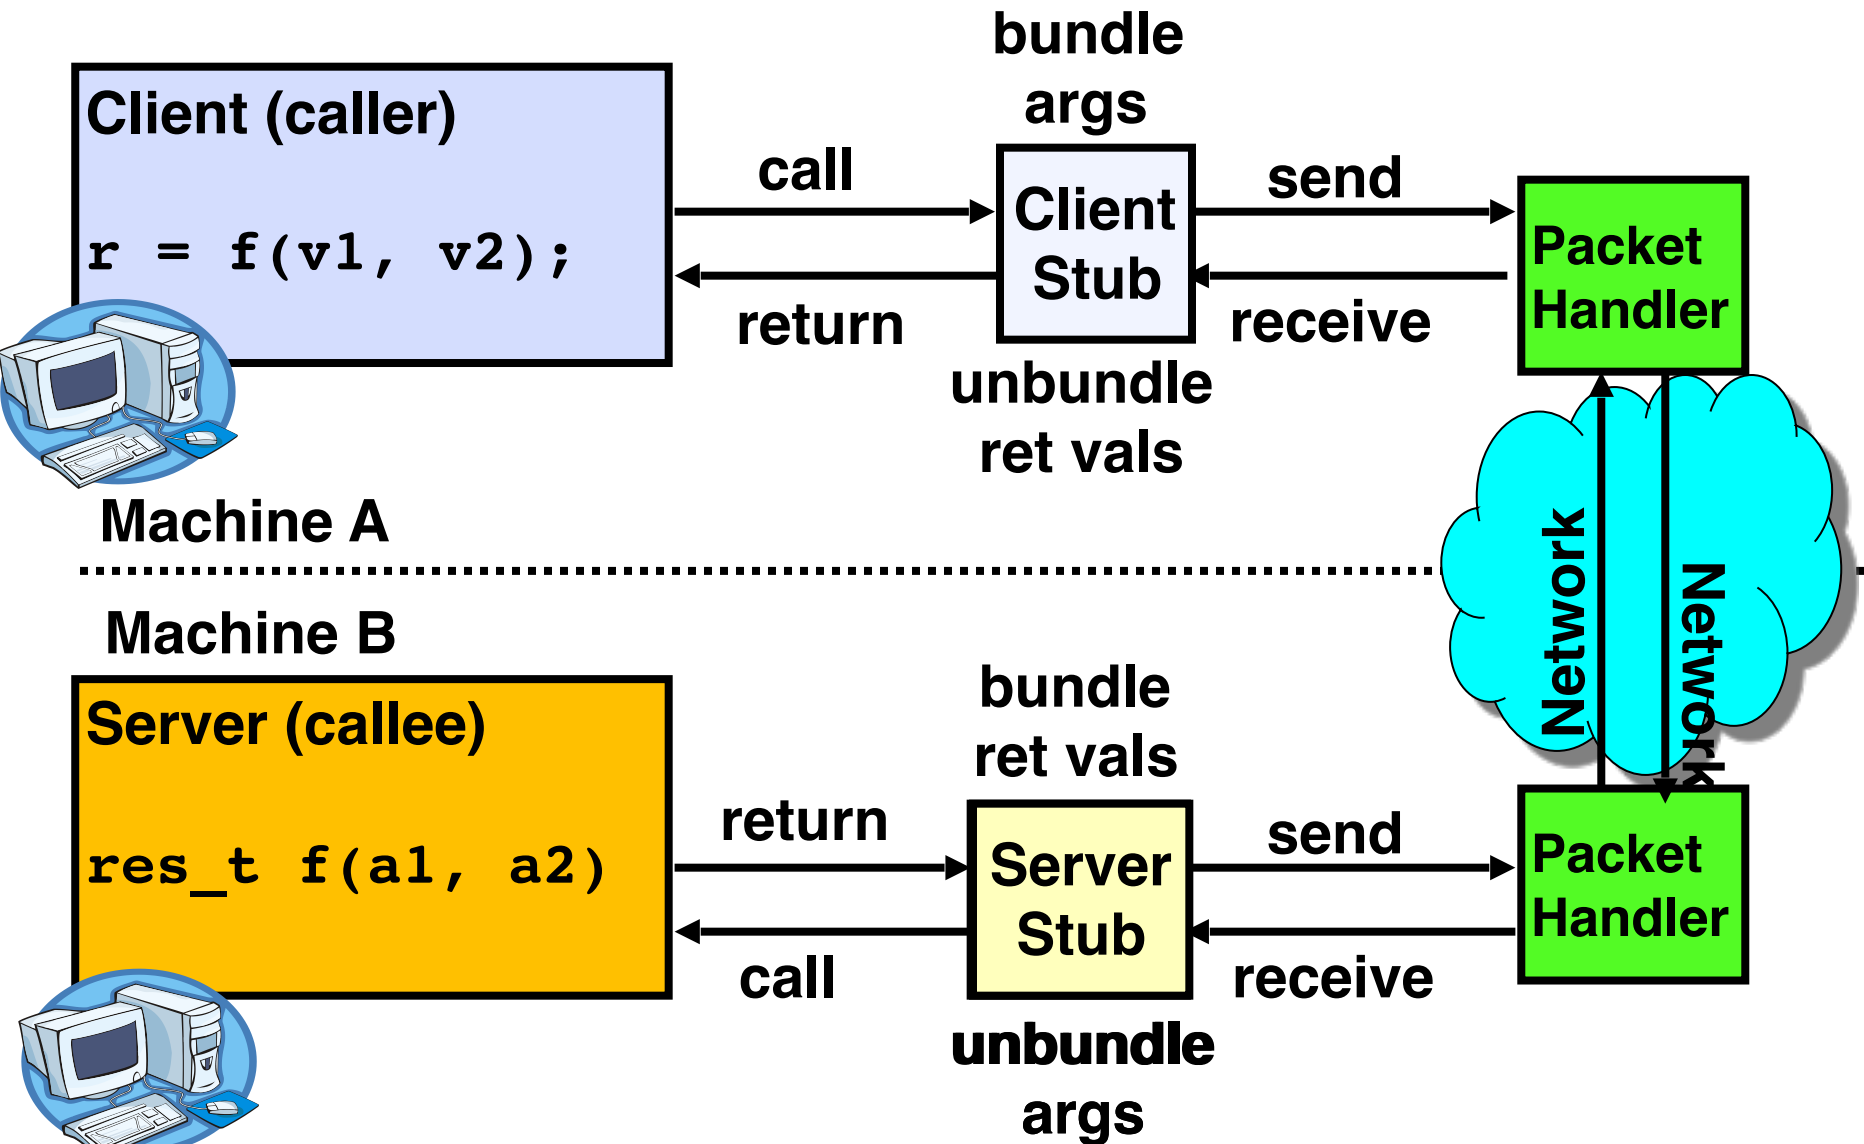 bundle
args
Client (caller)
r = f(v1, v2);
call
return
Client
Stub
send
receive
Packet
Handler
unbundle
ret vals
Machine A
Network
Network
Machine B
bundle
ret vals
Server (callee)
res_t f(a1, a2)
return
call
Server
Stub
send
receive
Packet
Handler
unbundle
args